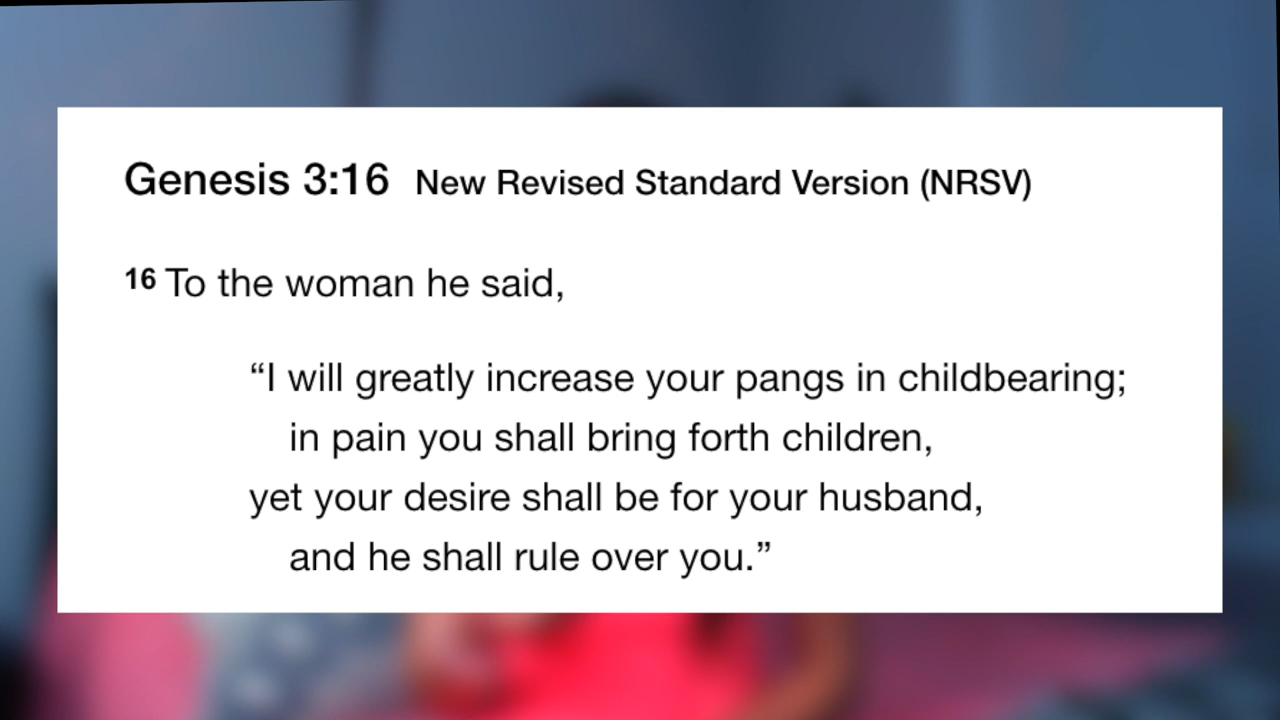 Genesis 3:16 New Revised Standard Version (NRSV)
16 To the woman he said,
“I will greatly increase your pangs in childbearing;
in pain you shall bring forth children,
yet your desire shall be for your husband,
and he shall rule over you.”